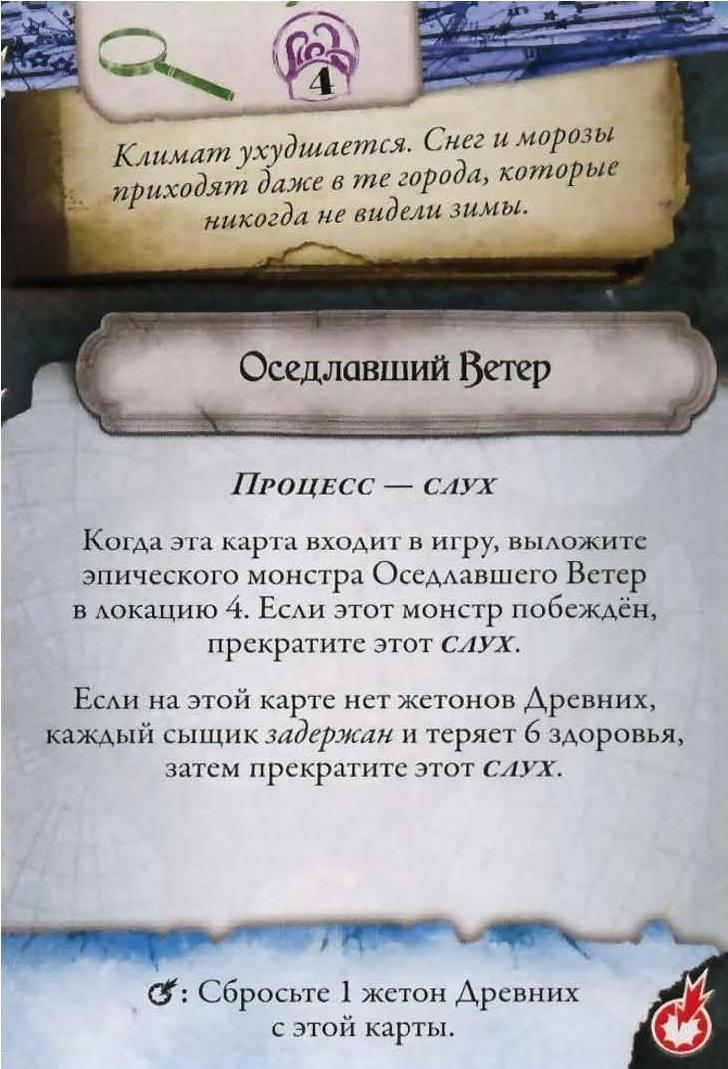 4
Климат ухудшается. Снег и морозы
приходят даже в те города, которые
никогда не видели зимы.
Оседлавший Ветер
Процесс — слух
Когда эта карта входит в игру, выложите
эпического монстра Оседлавшего Ветер
в локацию 4. Если этот монстр побеждён,
прекратите этот слух.
Если на этой карте нет жетонов Древних,
каждый сыщик задержан и теряет 6 здоровья,
затем прекратите этот слух.
: Сбросьте 1 жетон Древних
с этой карты.